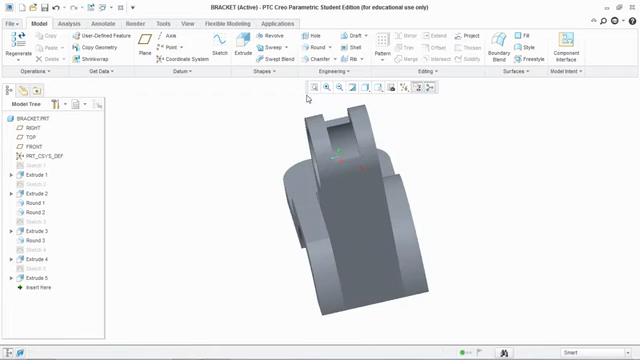 BRACKET (Active) - PTC Creo Parametric Student Edition (for educational use only)
File Model Analysis Annotate Render Tools View Flexible Modeling Applications
Regenerate
Copy
Paste
Delete
User-Defined Feature
Copy Geometry
Shrinkwrap
Plane
Axis
Point
Coordinate System
Sketch
Extrude
Revolve
Sweep
Swept Blend
Hole
Round
Chamfer
Draft
Shell
Rib
Pattern
Mirror
Trim
Merge
Extend
Offset
Intersect
Project
Thicken
Solidify
Boundary Blend
Fill
Style
Freestyle
Component Interface
Operations Get Data Datum Shapes Engineering Editing Surfaces Model Intent
Model Tree
BRACKET.PRT
RIGHT
TOP
FRONT
PRT_CSYS_DEF
Sketch 1
Extrude 1
Sketch 2
Extrude 2
Round 1
Round 2
Sketch 3
Extrude 3
Round 3
Sketch 4
Extrude 4
Sketch 5
Extrude 5
Insert Here
Smart